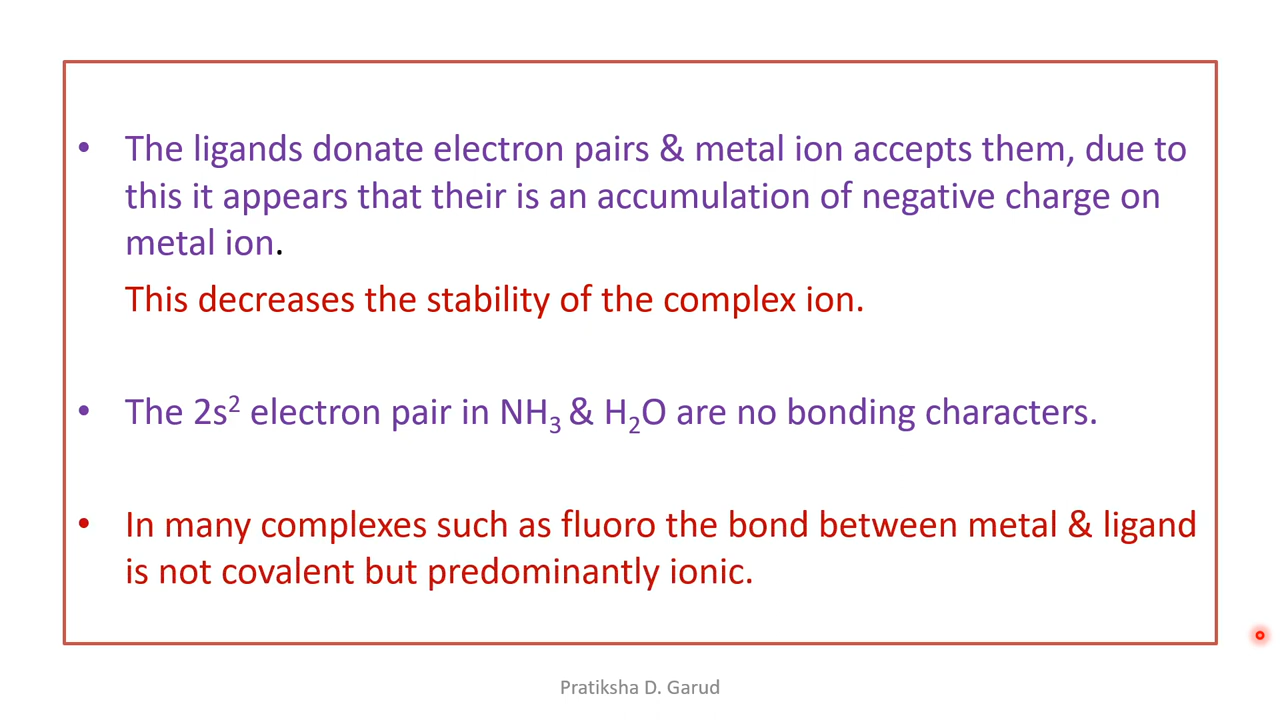 • The ligands donate electron pairs & metal ion accepts them, due to
this it appears that their is an accumulation of negative charge on
metal ion.
This decreases the stability of the complex ion.
• The 2s² electron pair in NH₃ & H₂O are no bonding characters.
• In many complexes such as fluoro the bond between metal & ligand
is not covalent but predominantly ionic.
Pratiksha D. Garud